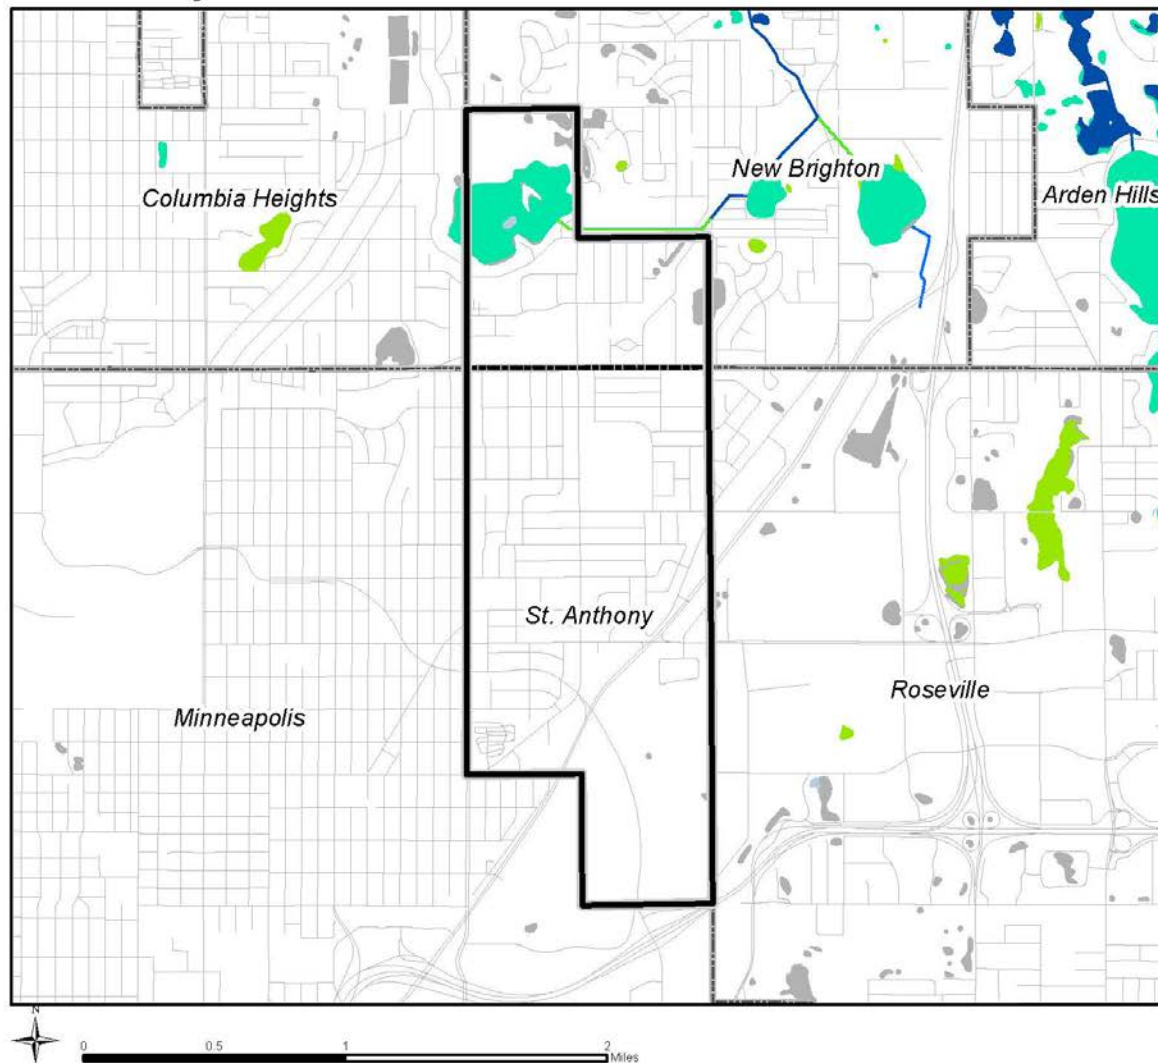 New Brighton
Columbia Heights
Arden Hills
St. Anthony
Roseville
Minneapolis
N
0 0.5 1 2
Miles